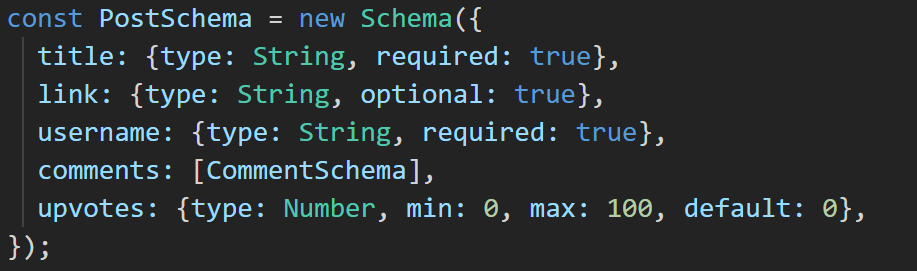 const PostSchema = new Schema({
  title: {type: String, required: true},
  link: {type: String, optional: true},
  username: {type: String, required: true},
  comments: [CommentSchema],
  upvotes: {type: Number, min: 0, max: 100, default: 0},
});